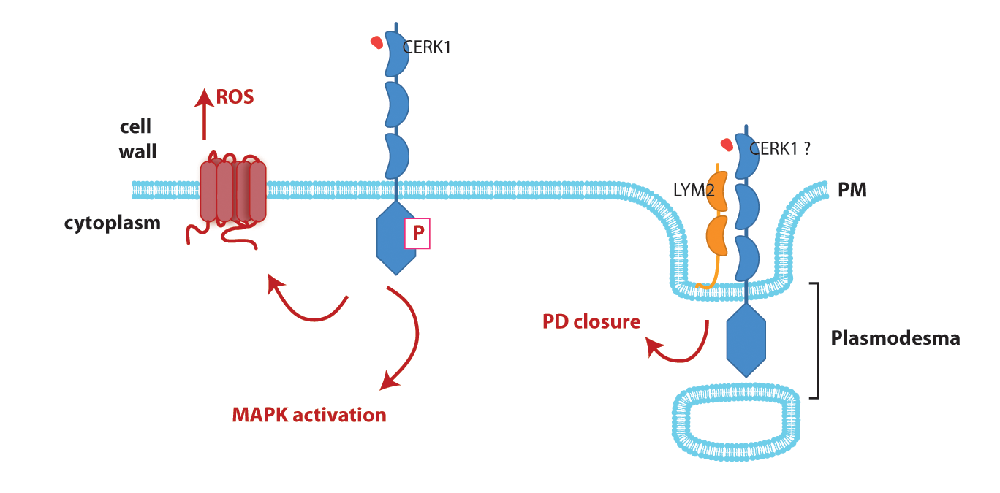 CERK1
ROS
cell
wall
CERK1 ?
LYM2
PM
cytoplasm
P
PD closure
Plasmodesma
MAPK activation